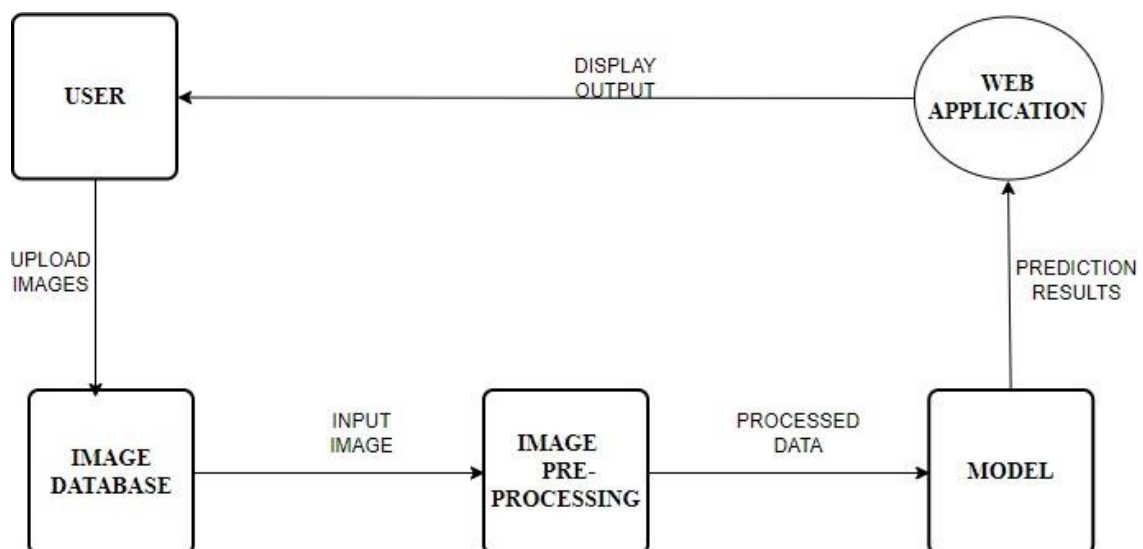 USER
DISPLAY
OUTPUT
WEB
APPLICATION
UPLOAD
IMAGES
PREDICTION
RESULTS
IMAGE
DATABASE
INPUT
IMAGE
IMAGE
PRE-
PROCESSING
PROCESSED
DATA
MODEL